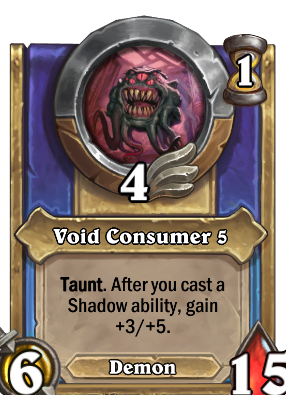 1
4
Void Consumer 5
Taunt. After you cast a
Shadow ability, gain
+3/+5.
Demon
6
15